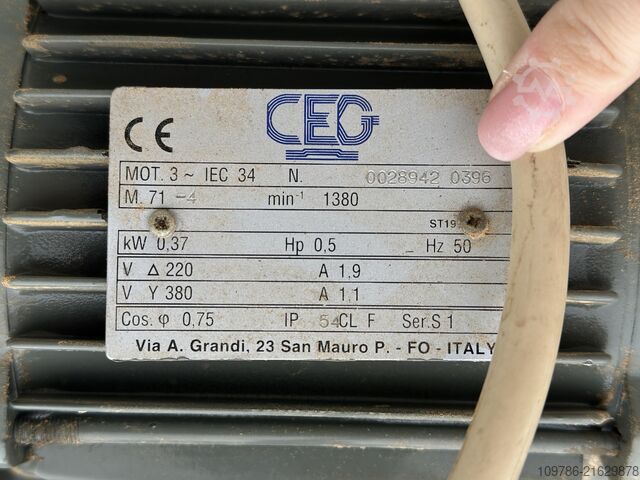 CE
CEG
MOT. 3 ~ IEC 34 N. 0028942 0396
M. 71 -4 min⁻¹ 1380
ST19
kW 0,37 Hp 0,5 Hz 50
V Δ 220 A 1,9
V Y 380 A 1,1
Cos. φ 0,75 IP 54 CL F Ser. S 1
Via A. Grandi, 23 San Mauro P. - FO - ITALY
109786-21629878